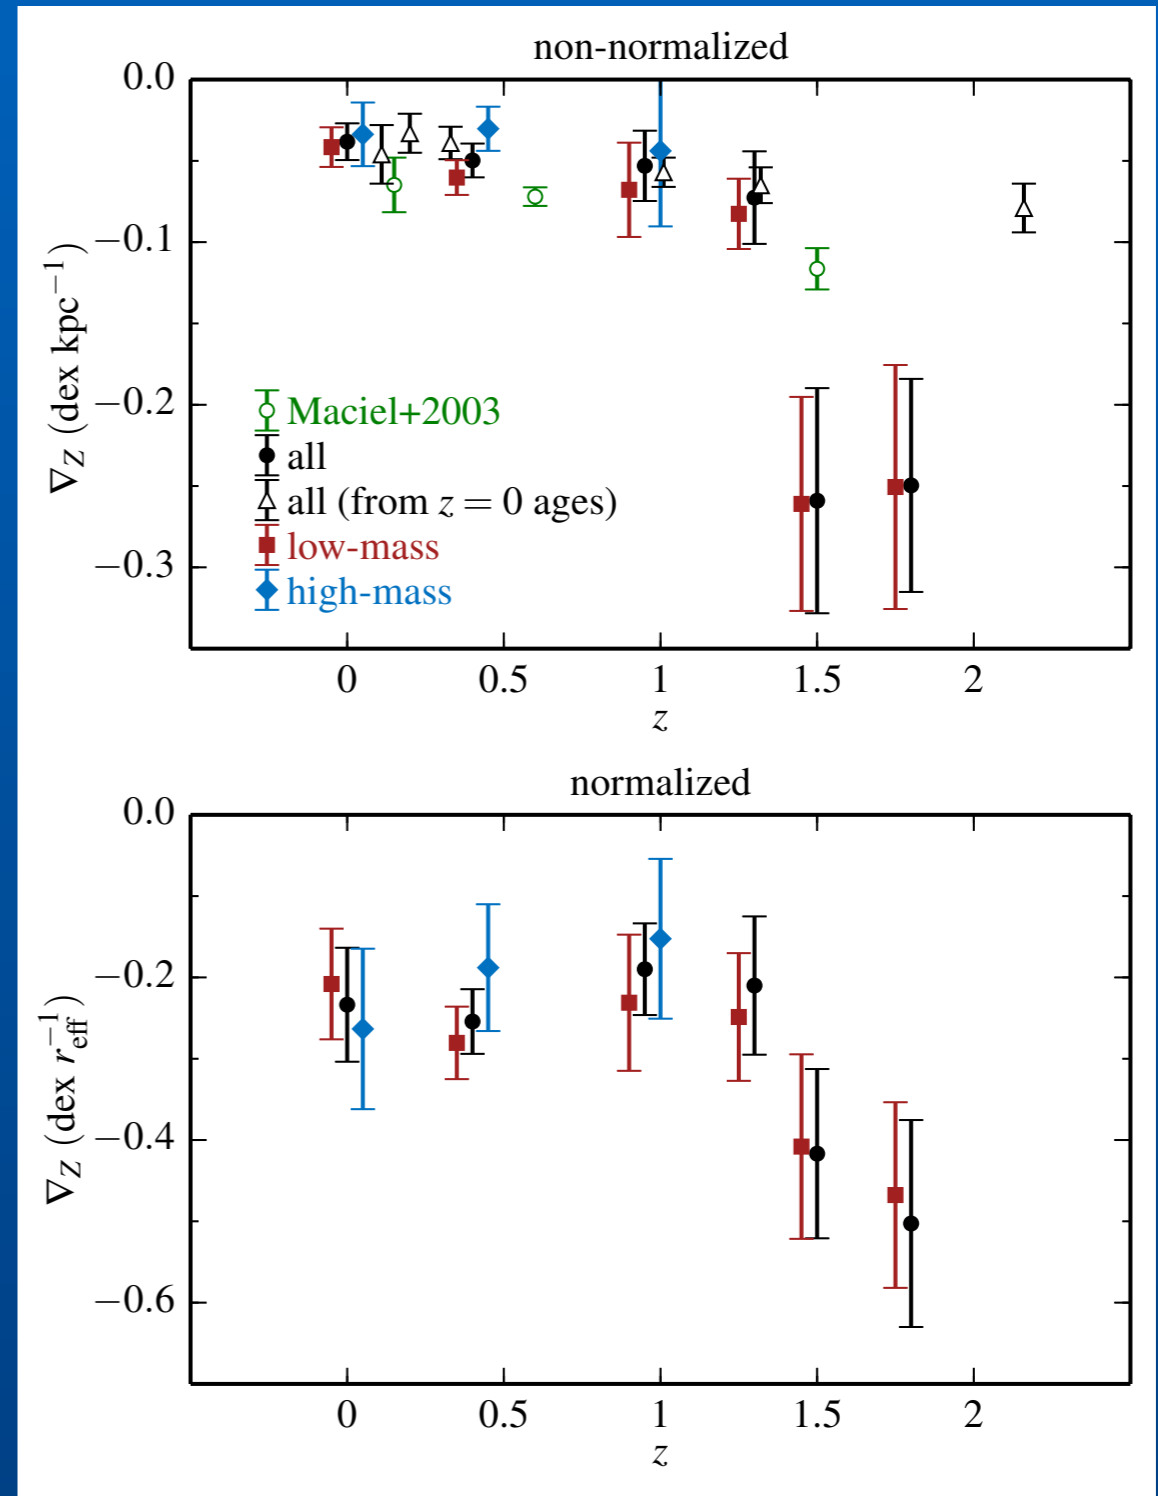 non-normalized
0.0
−0.1
−0.2
−0.3
∇Z (dex kpc−1)
Maciel+2003
all
all (from z = 0 ages)
low-mass
high-mass
0 0.5 1 1.5 2
z
normalized
0.0
−0.2
−0.4
−0.6
∇Z (dex reff−1)
0 0.5 1 1.5 2
z